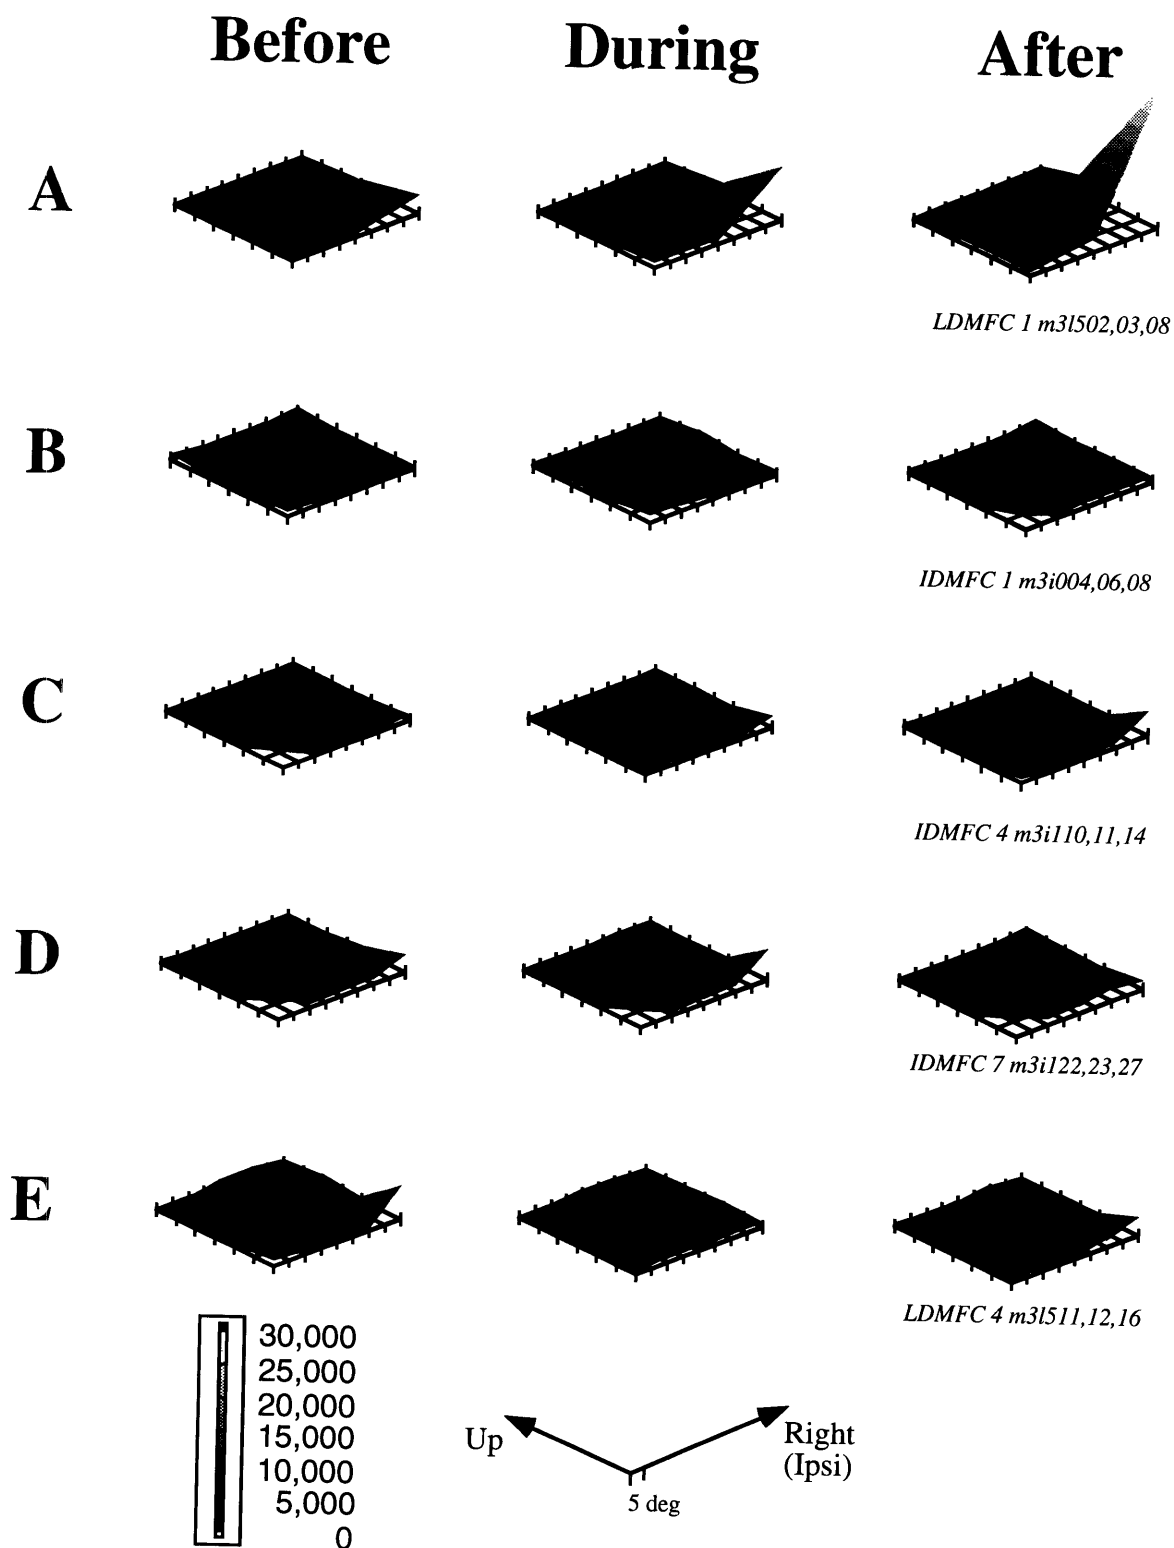 Before During After
A
LDMFC 1 m3l502,03,08
B
IDMFC 1 m3i004,06,08
C
IDMFC 4 m3i110,11,14
D
IDMFC 7 m3i122,23,27
E
LDMFC 4 m3l511,12,16
30,000
25,000
20,000
15,000
10,000
5,000
0
Up
Right
(Ipsi)
5 deg